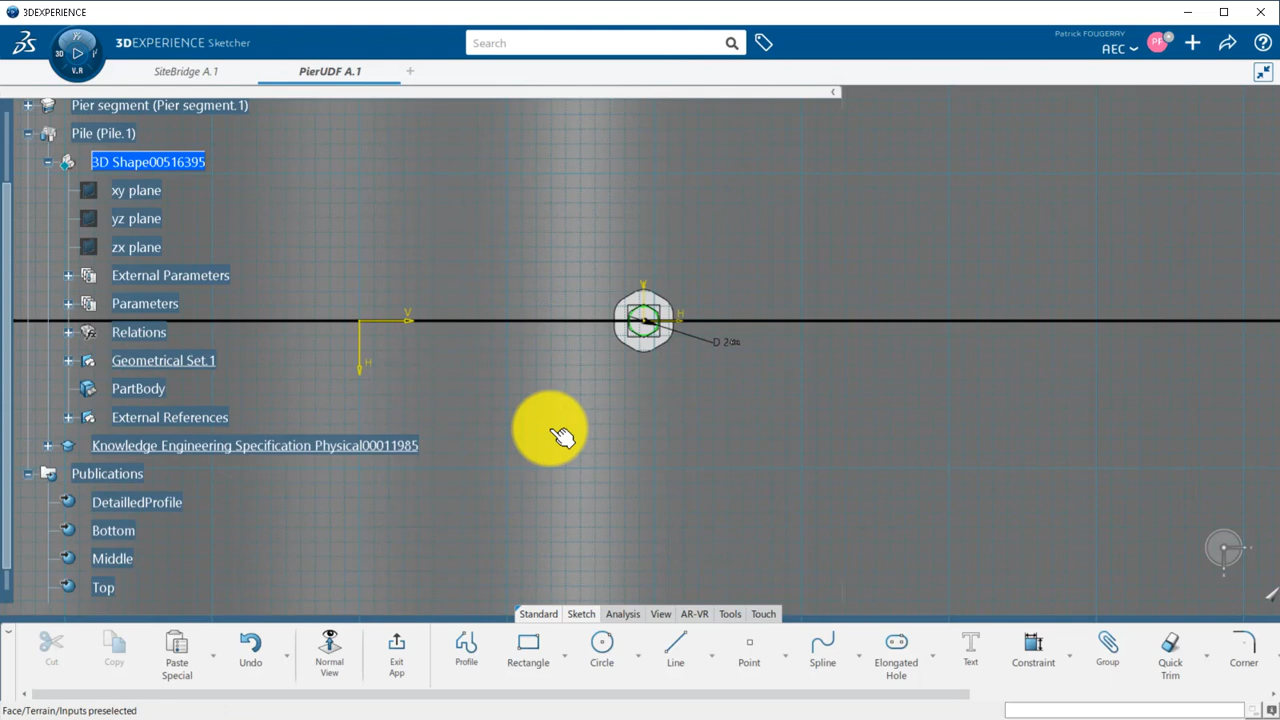 3DEXPERIENCE
3DEXPERIENCE Sketcher
Search
Patrick FOUGERAY
AEC
PF
3D
V.R
SiteBridge A.1
PierUDF A.1
Pier segment (Pier segment.1)
Pile (Pile.1)
3D Shape00516395
xy plane
yz plane
zx plane
External Parameters
Parameters
Relations
Geometrical Set.1
PartBody
External References
Knowledge Engineering Specification Physical00011985
Publications
DetailledProfile
Bottom
Middle
Top
V
H
V
H
Standard
Sketch
Analysis
View
AR-VR
Tools
Touch
Cut
Copy
Paste Special
Undo
Normal View
Exit App
Profile
Rectangle
Circle
Line
Point
Spline
Elongated Hole
Text
Constraint
Group
Quick Trim
Corner
Face/Terrain/Inputs preselected